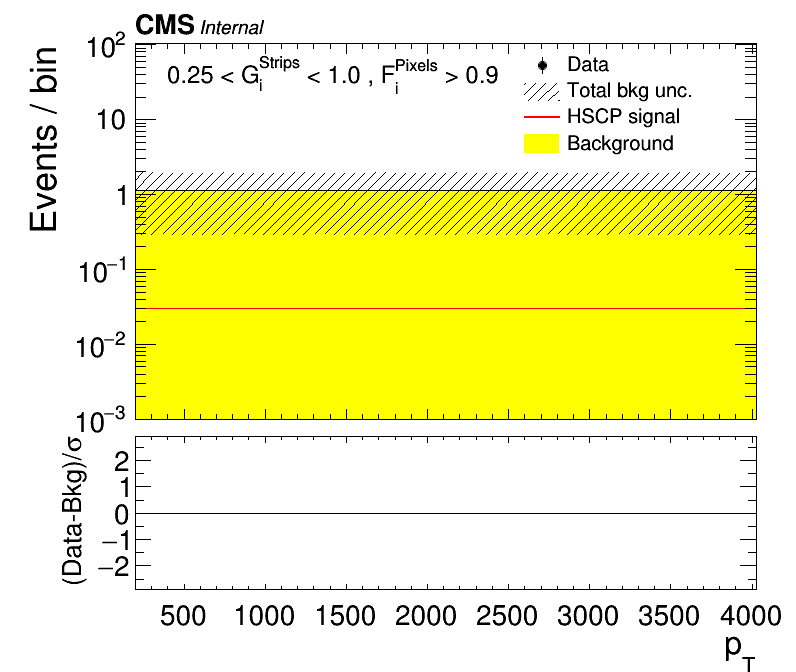 CMS Internal
10²
10
1
10⁻¹
10⁻²
10⁻³
Events / bin
0.25 < G_i^Strips < 1.0 , F_i^Pixels > 0.9
Data
Total bkg unc.
HSCP signal
Background
(Data-Bkg)/σ
2
1
0
−1
−2
500 1000 1500 2000 2500 3000 3500 4000
p_T